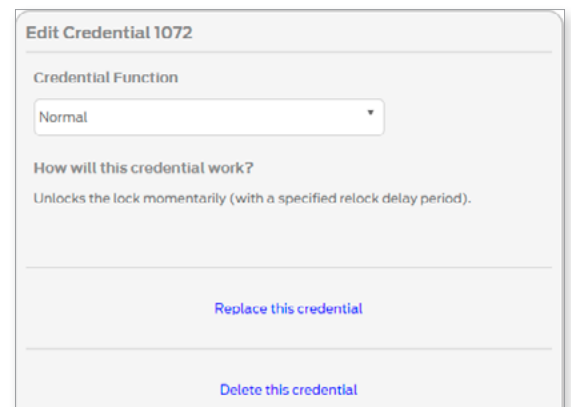 Edit Credential 1072
Credential Function
Normal
How will this credential work?
Unlocks the lock momentarily (with a specified relock delay period).
Replace this credential
Delete this credential